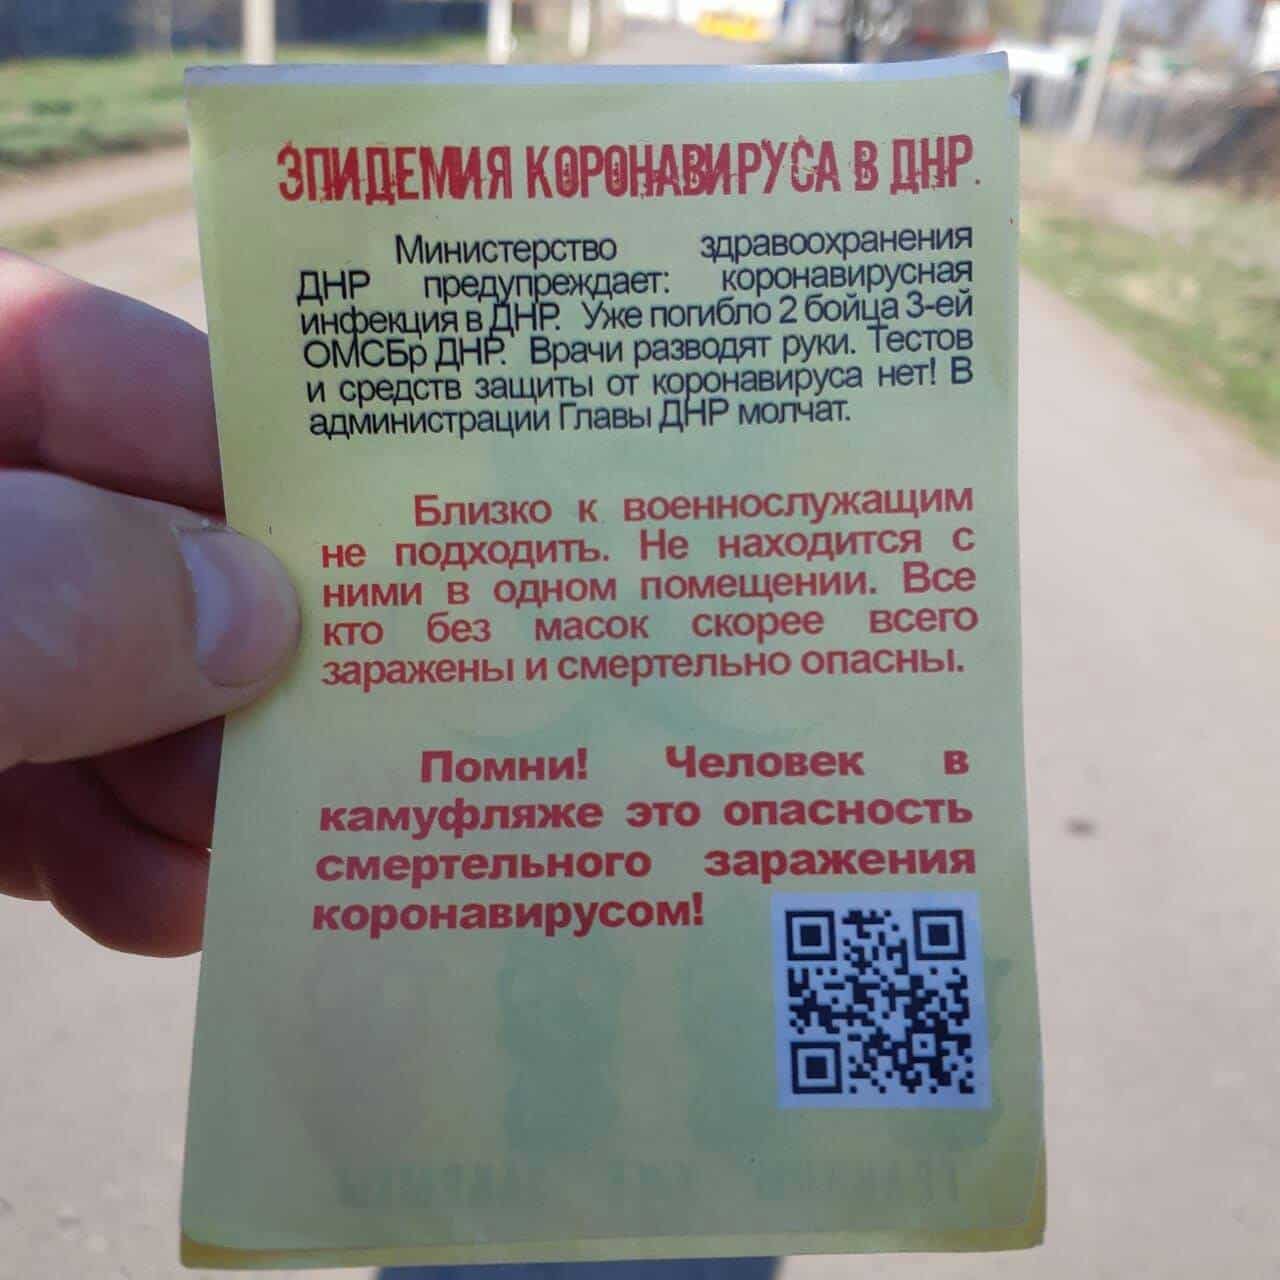 ЭПИДЕМИЯ КОРОНАВИРУСА В ДНР.
Министерство здравоохранения
ДНР предупреждает: коронавирусная
инфекция в ДНР. Уже погибло 2 бойца 3-ей
ОМСБр ДНР. Врачи разводят руки. Тестов
и средств защиты от коронавируса нет! В
администрации Главы ДНР молчат.
Близко к военнослужащим
не подходить. Не находится с
ними в одном помещении. Все
кто без масок скорее всего
заражены и смертельно опасны.
Помни! Человек в
камуфляже это опасность
смертельного заражения
коронавирусом!